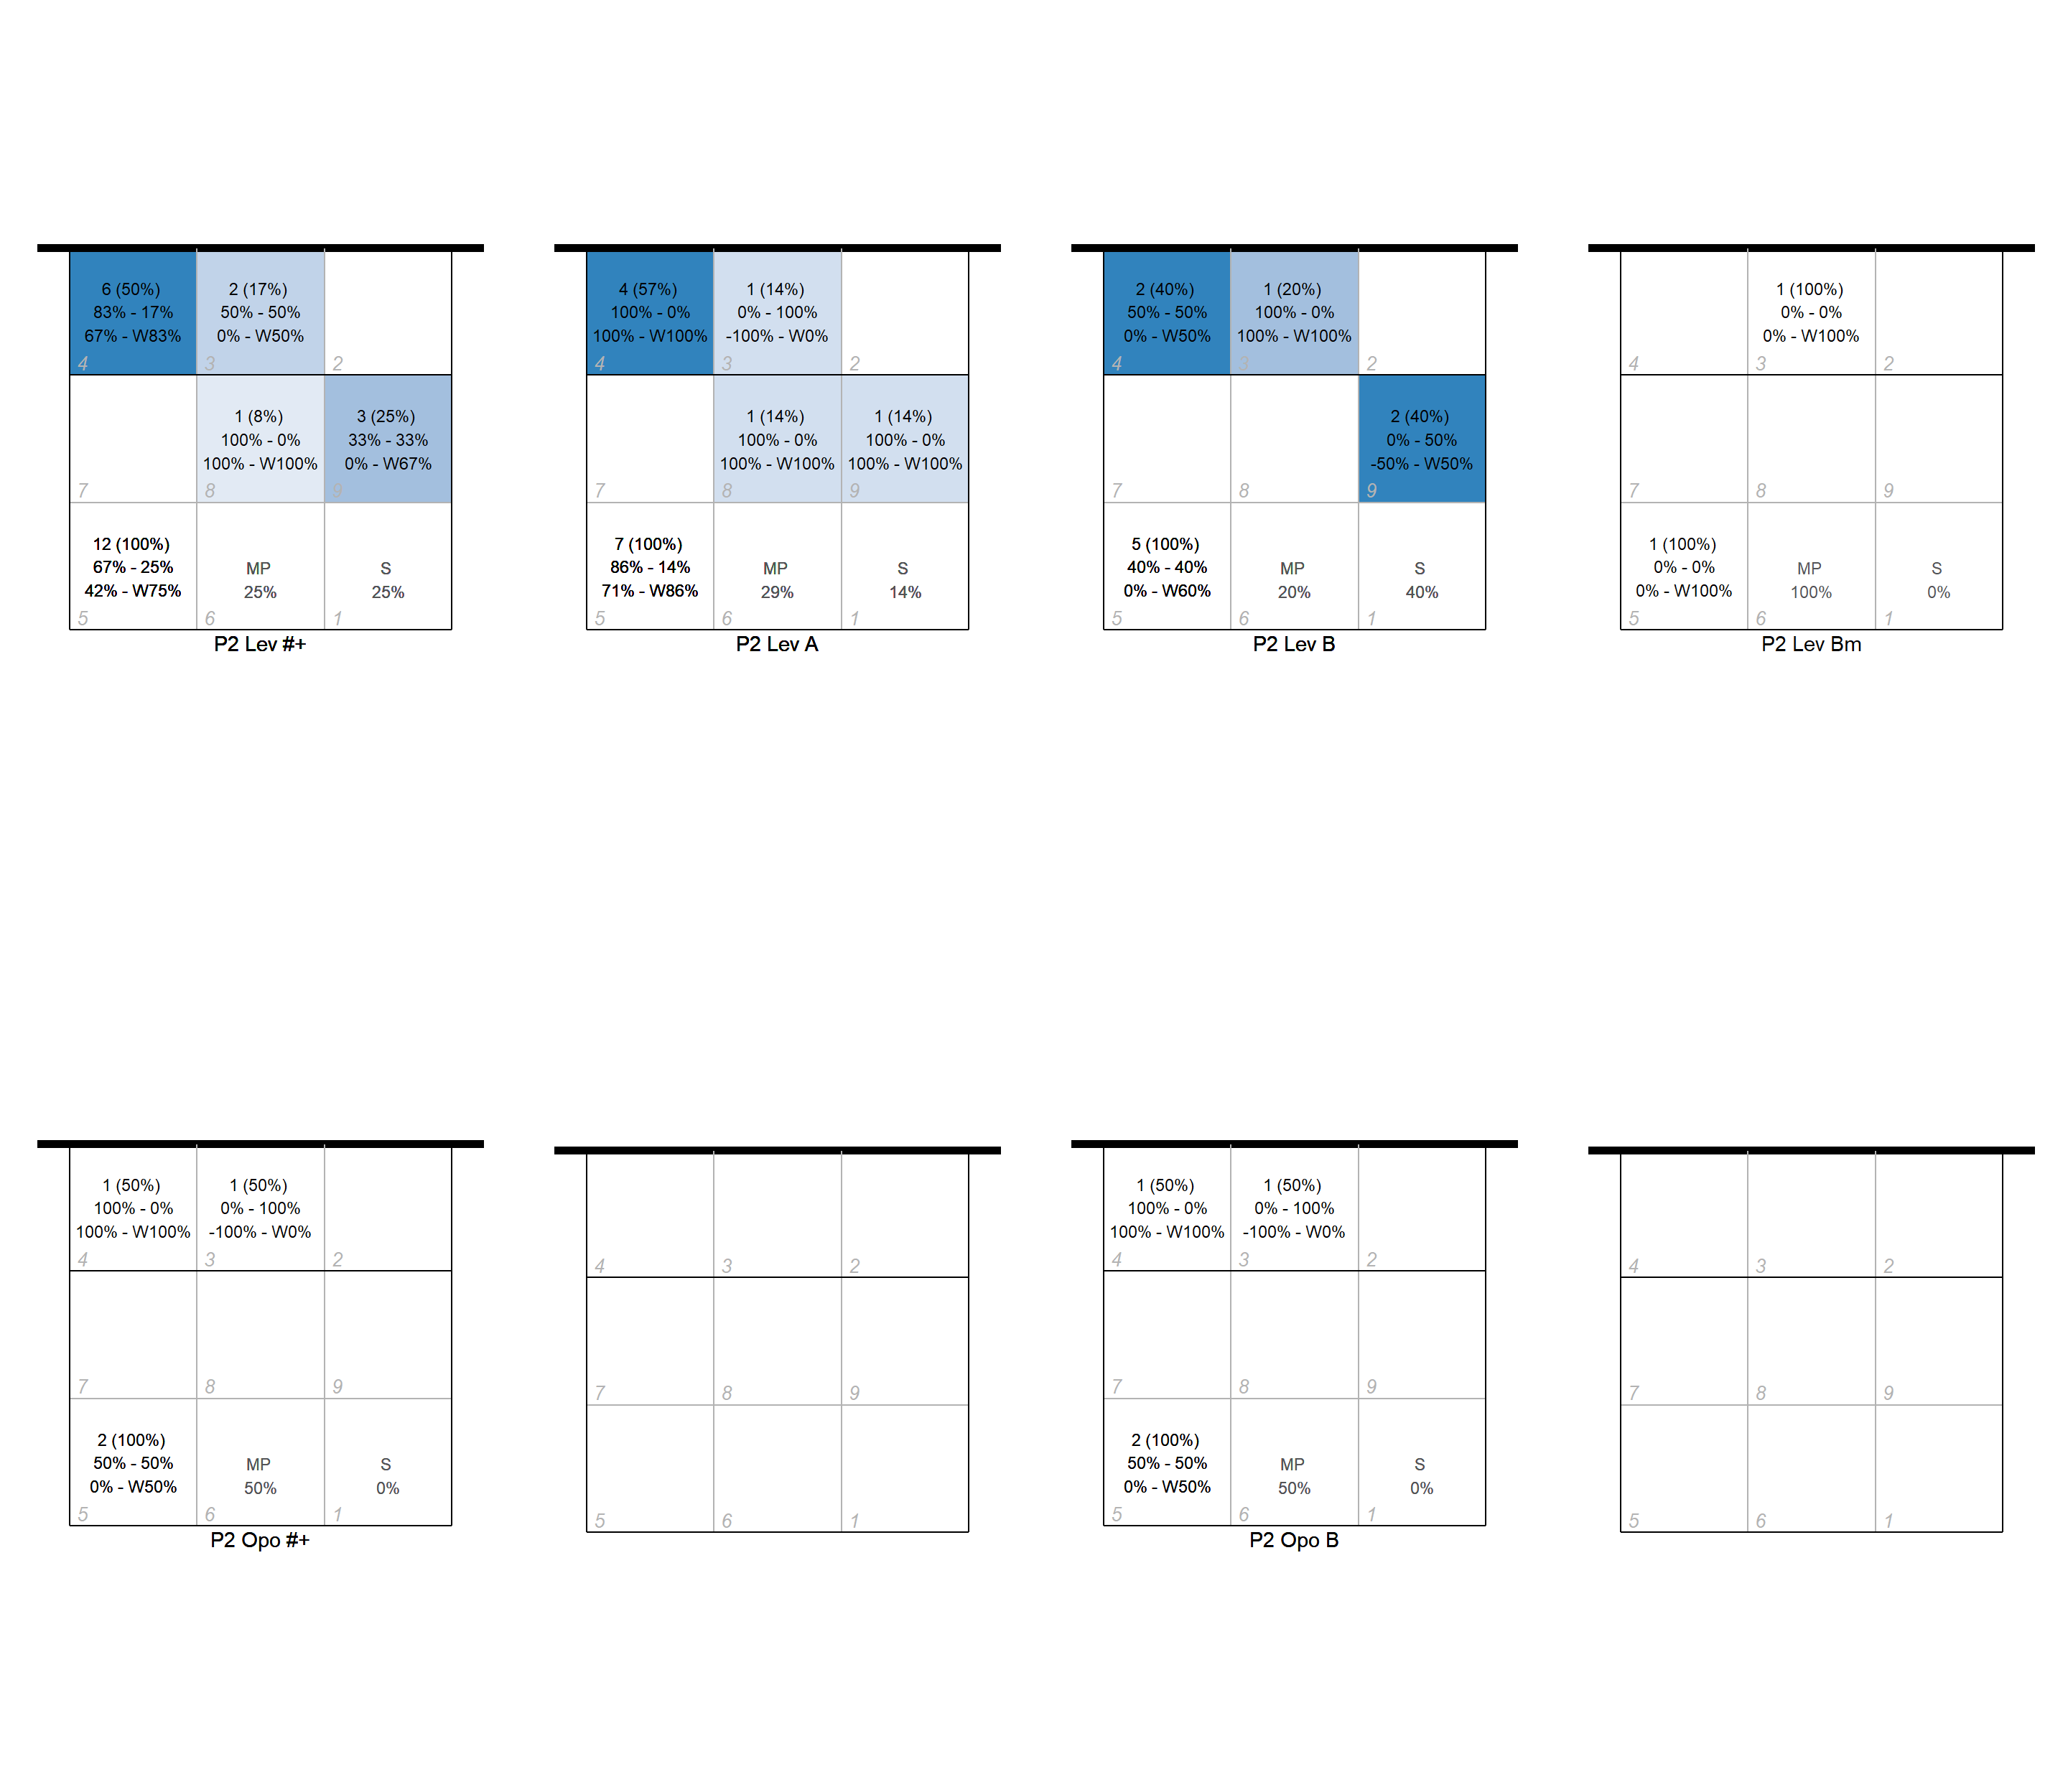 6 (50%)
83% - 17%
67% - W83%
4
2 (17%)
50% - 50%
0% - W50%
3
2
7
1 (8%)
100% - 0%
100% - W100%
8
3 (25%)
33% - 33%
0% - W67%
9
12 (100%)
67% - 25%
42% - W75%
5
MP
25%
6
S
25%
1
P2 Lev #+
4 (57%)
100% - 0%
100% - W100%
4
1 (14%)
0% - 100%
-100% - W0%
3
2
7
1 (14%)
100% - 0%
100% - W100%
8
1 (14%)
100% - 0%
100% - W100%
9
7 (100%)
86% - 14%
71% - W86%
5
MP
29%
6
S
14%
1
P2 Lev A
2 (40%)
50% - 50%
0% - W50%
4
1 (20%)
100% - 0%
100% - W100%
3
2
7
8
2 (40%)
0% - 50%
-50% - W50%
9
5 (100%)
40% - 40%
0% - W60%
5
MP
20%
6
S
40%
1
P2 Lev B
4
1 (100%)
0% - 0%
0% - W100%
3
2
7
8
9
1 (100%)
0% - 0%
0% - W100%
5
MP
100%
6
S
0%
1
P2 Lev Bm
1 (50%)
100% - 0%
100% - W100%
4
1 (50%)
0% - 100%
-100% - W0%
3
2
7
8
9
2 (100%)
50% - 50%
0% - W50%
5
MP
50%
6
S
0%
1
P2 Opo #+
4
3
2
7
8
9
5
6
1
1 (50%)
100% - 0%
100% - W100%
4
1 (50%)
0% - 100%
-100% - W0%
3
2
7
8
9
2 (100%)
50% - 50%
0% - W50%
5
MP
50%
6
S
0%
1
P2 Opo B
4
3
2
7
8
9
5
6
1